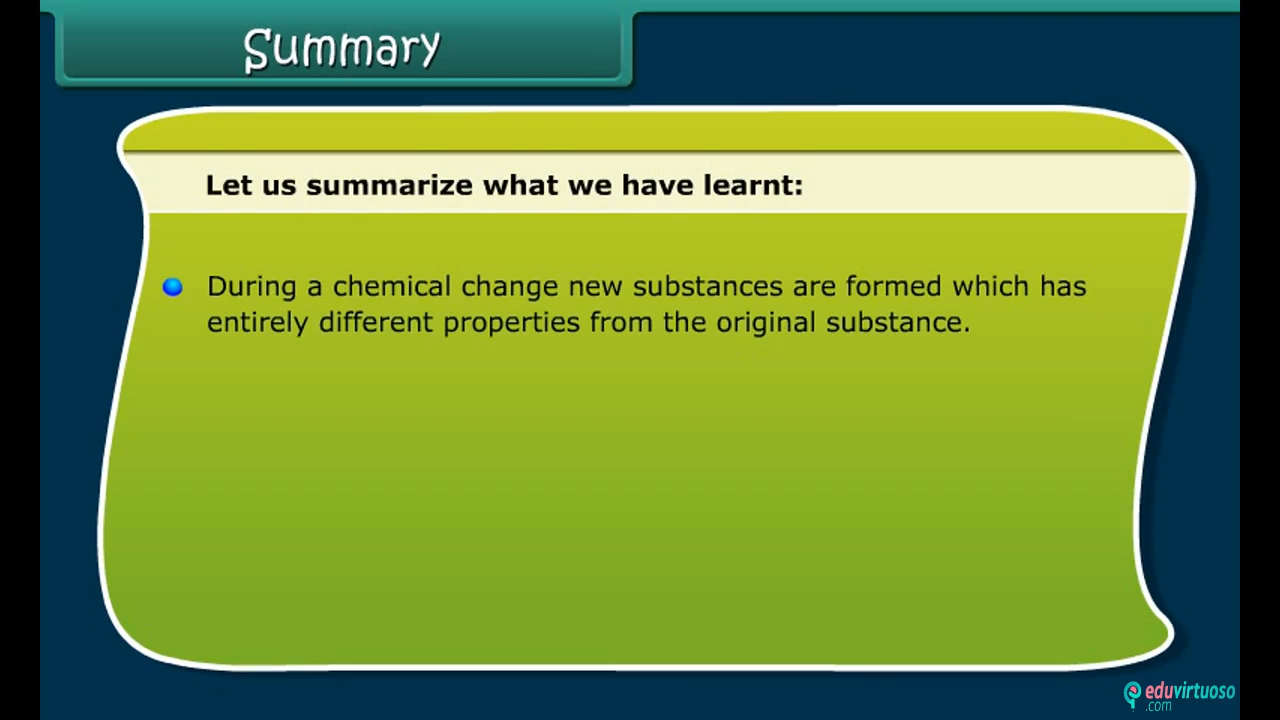 Summary
Let us summarize what we have learnt:
During a chemical change new substances are formed which has
entirely different properties from the original substance.
eduvirtuoso
.com